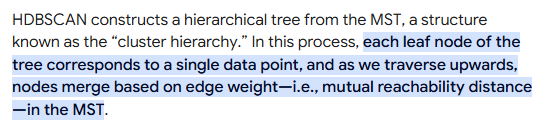 HDBSCAN constructs a hierarchical tree from the MST, a structure
known as the “cluster hierarchy.” In this process, each leaf node of the
tree corresponds to a single data point, and as we traverse upwards,
nodes merge based on edge weight—i.e., mutual reachability distance
—in the MST.